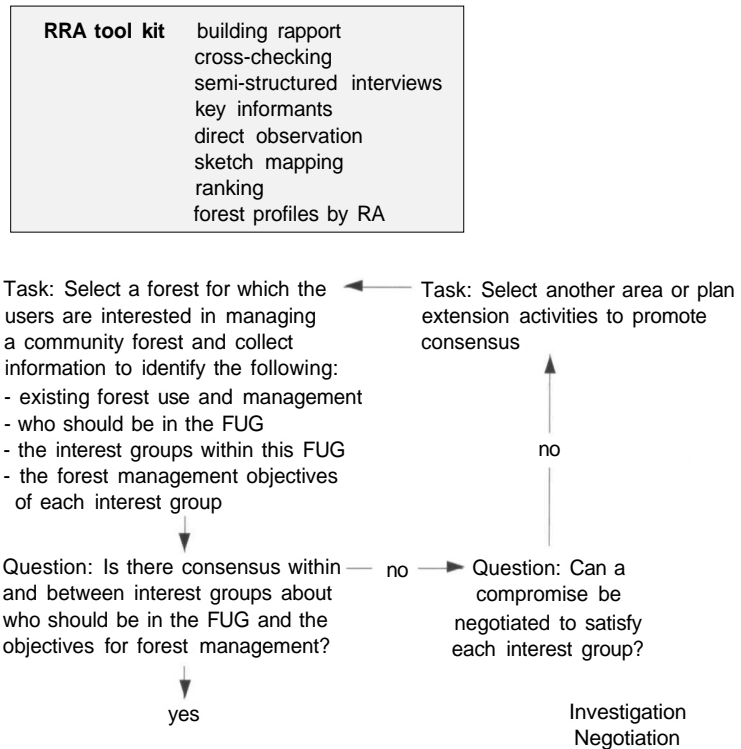 RRA tool kit building rapport
cross-checking
semi-structured interviews
key informants
direct observation
sketch mapping
ranking
forest profiles by RA
Task: Select a forest for which the
users are interested in managing
a community forest and collect
information to identify the following:
- existing forest use and management
- who should be in the FUG
- the interest groups within this FUG
- the forest management objectives
of each interest group
Task: Select another area or plan
extension activities to promote
consensus
no
Question: Is there consensus within
and between interest groups about
who should be in the FUG and the
objectives for forest management?
no
Question: Can a
compromise be
negotiated to satisfy
each interest group?
yes
Investigation
Negotiation